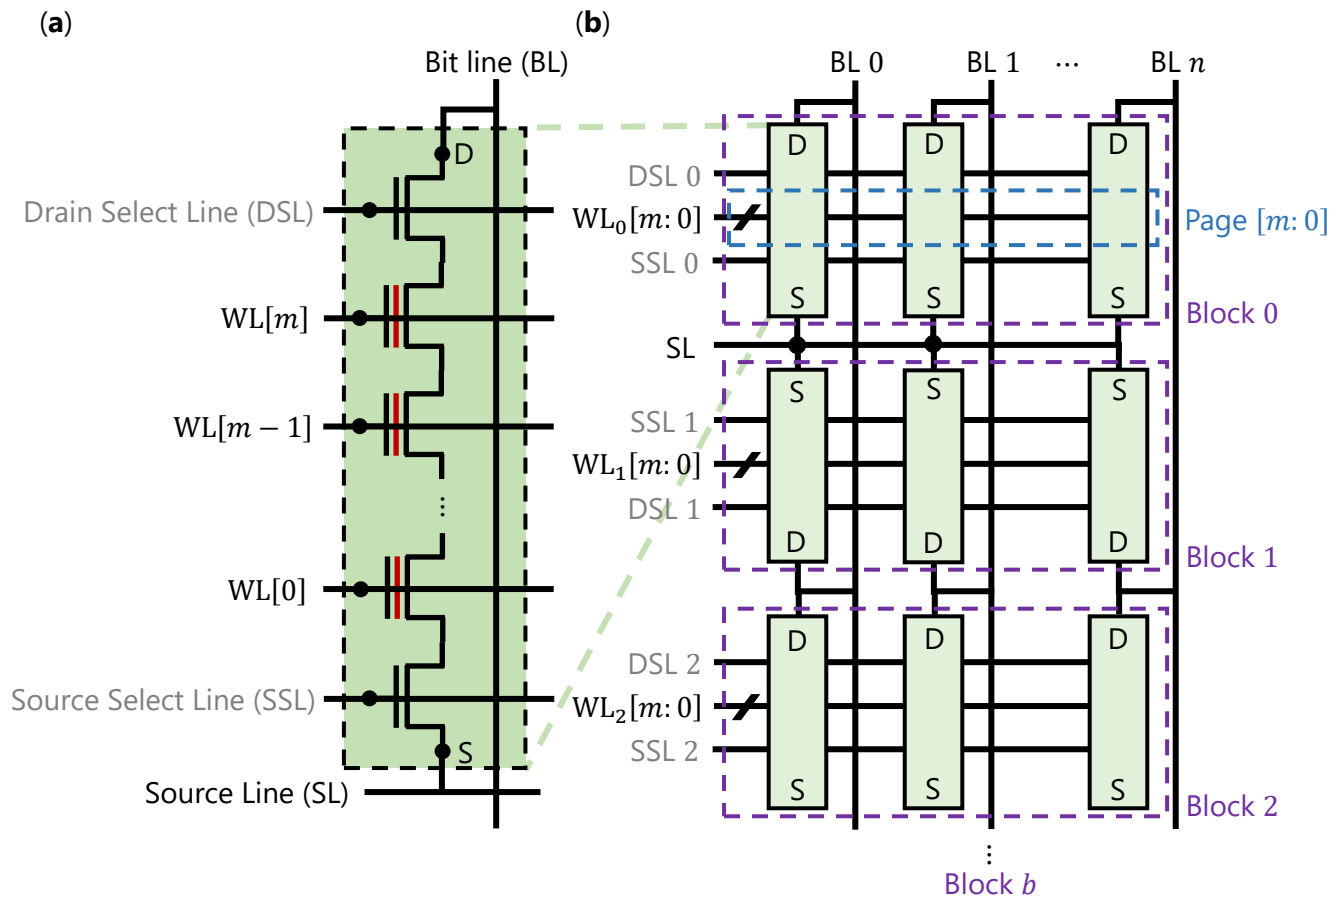 (a)
Bit line (BL)
D
Drain Select Line (DSL)
WL[m]
WL[m − 1]
⋮
WL[0]
Source Select Line (SSL)
S
Source Line (SL)
(b)
BL 0 BL 1 ⋯ BL n
D D D
DSL 0
WL₀[m: 0] Page [m: 0]
SSL 0
S S S
Block 0
SL
S S S
SSL 1
WL₁[m: 0]
DSL 1
D D D
Block 1
D D D
DSL 2
WL₂[m: 0]
SSL 2
S S S
Block 2
⋮
Block b